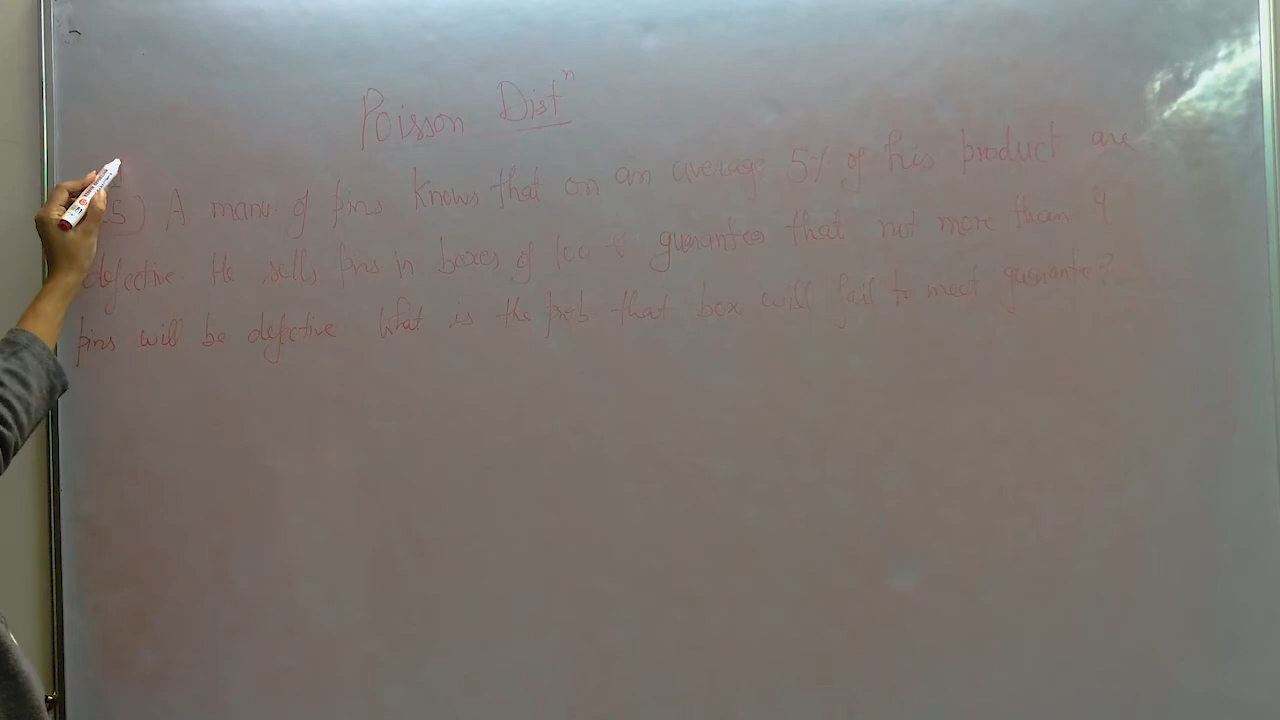 Poisson Distⁿ
5) A manu. of pins knows that on an average 5% of his product are
defective. He sells pins in boxes of 100 & guarantees that not more than 4
pins will be defective. What is the prob. that box will fail to meet guarante?